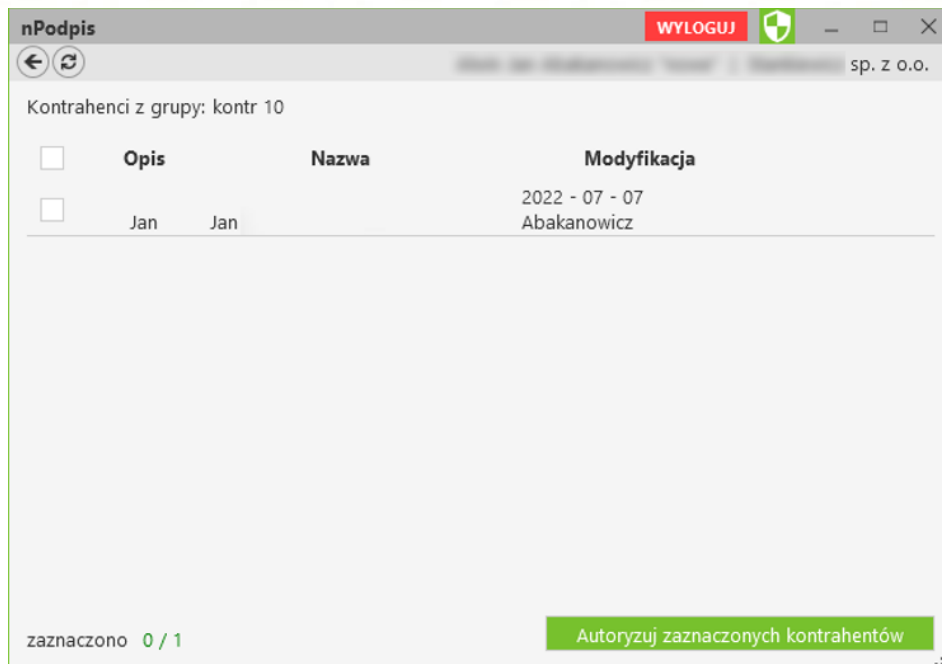 nPodpis WYLOGUJ
sp. z o.o.
Kontrahenci z grupy: kontr 10
Opis Nazwa Modyfikacja
2022 - 07 - 07
Jan Jan Abakanowicz
zaznaczono 0 / 1 Autoryzuj zaznaczonych kontrahentów